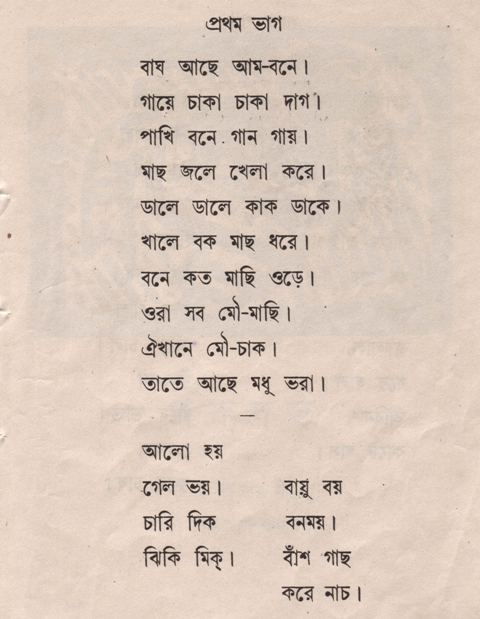 প্রথম ভাগ
বাঘ আছে আম-বনে।
গায়ে চাকা চাকা দাগ।
পাখি বনে গান গায়।
মাছ জলে খেলা করে।
ডালে ডালে কাক ডাকে।
খালে বক মাছ ধরে।
বনে কত মাছি ওড়ে।
ওরা সব মৌ-মাছি।
ঐখানে মৌ-চাক।
তাতে আছে মধু ভরা।
—
আলো হয়
গেল ভয়।
চারি দিক
ঝিকি মিক্।
বায়ু বয়
বনময়।
বাঁশ গাছ
করে নাচ।